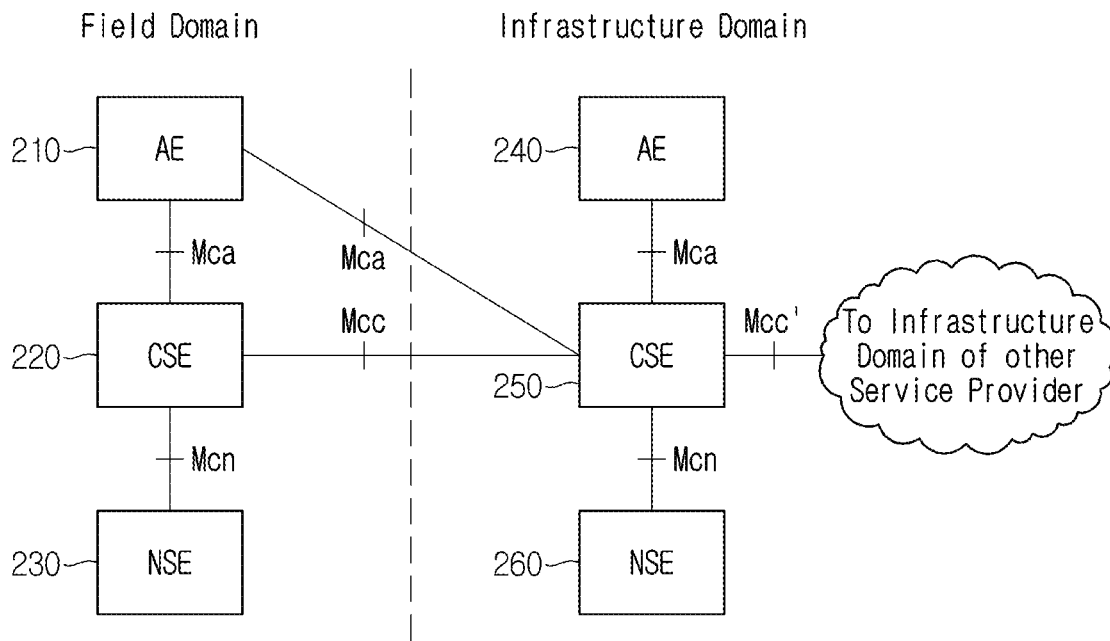 Field Domain
Infrastructure Domain
210
AE
240
AE
Mca
Mca
Mca
Mcc
Mcc'
220
CSE
250
CSE
To Infrastructure
Domain of other
Service Provider
Mcn
Mcn
230
NSE
260
NSE